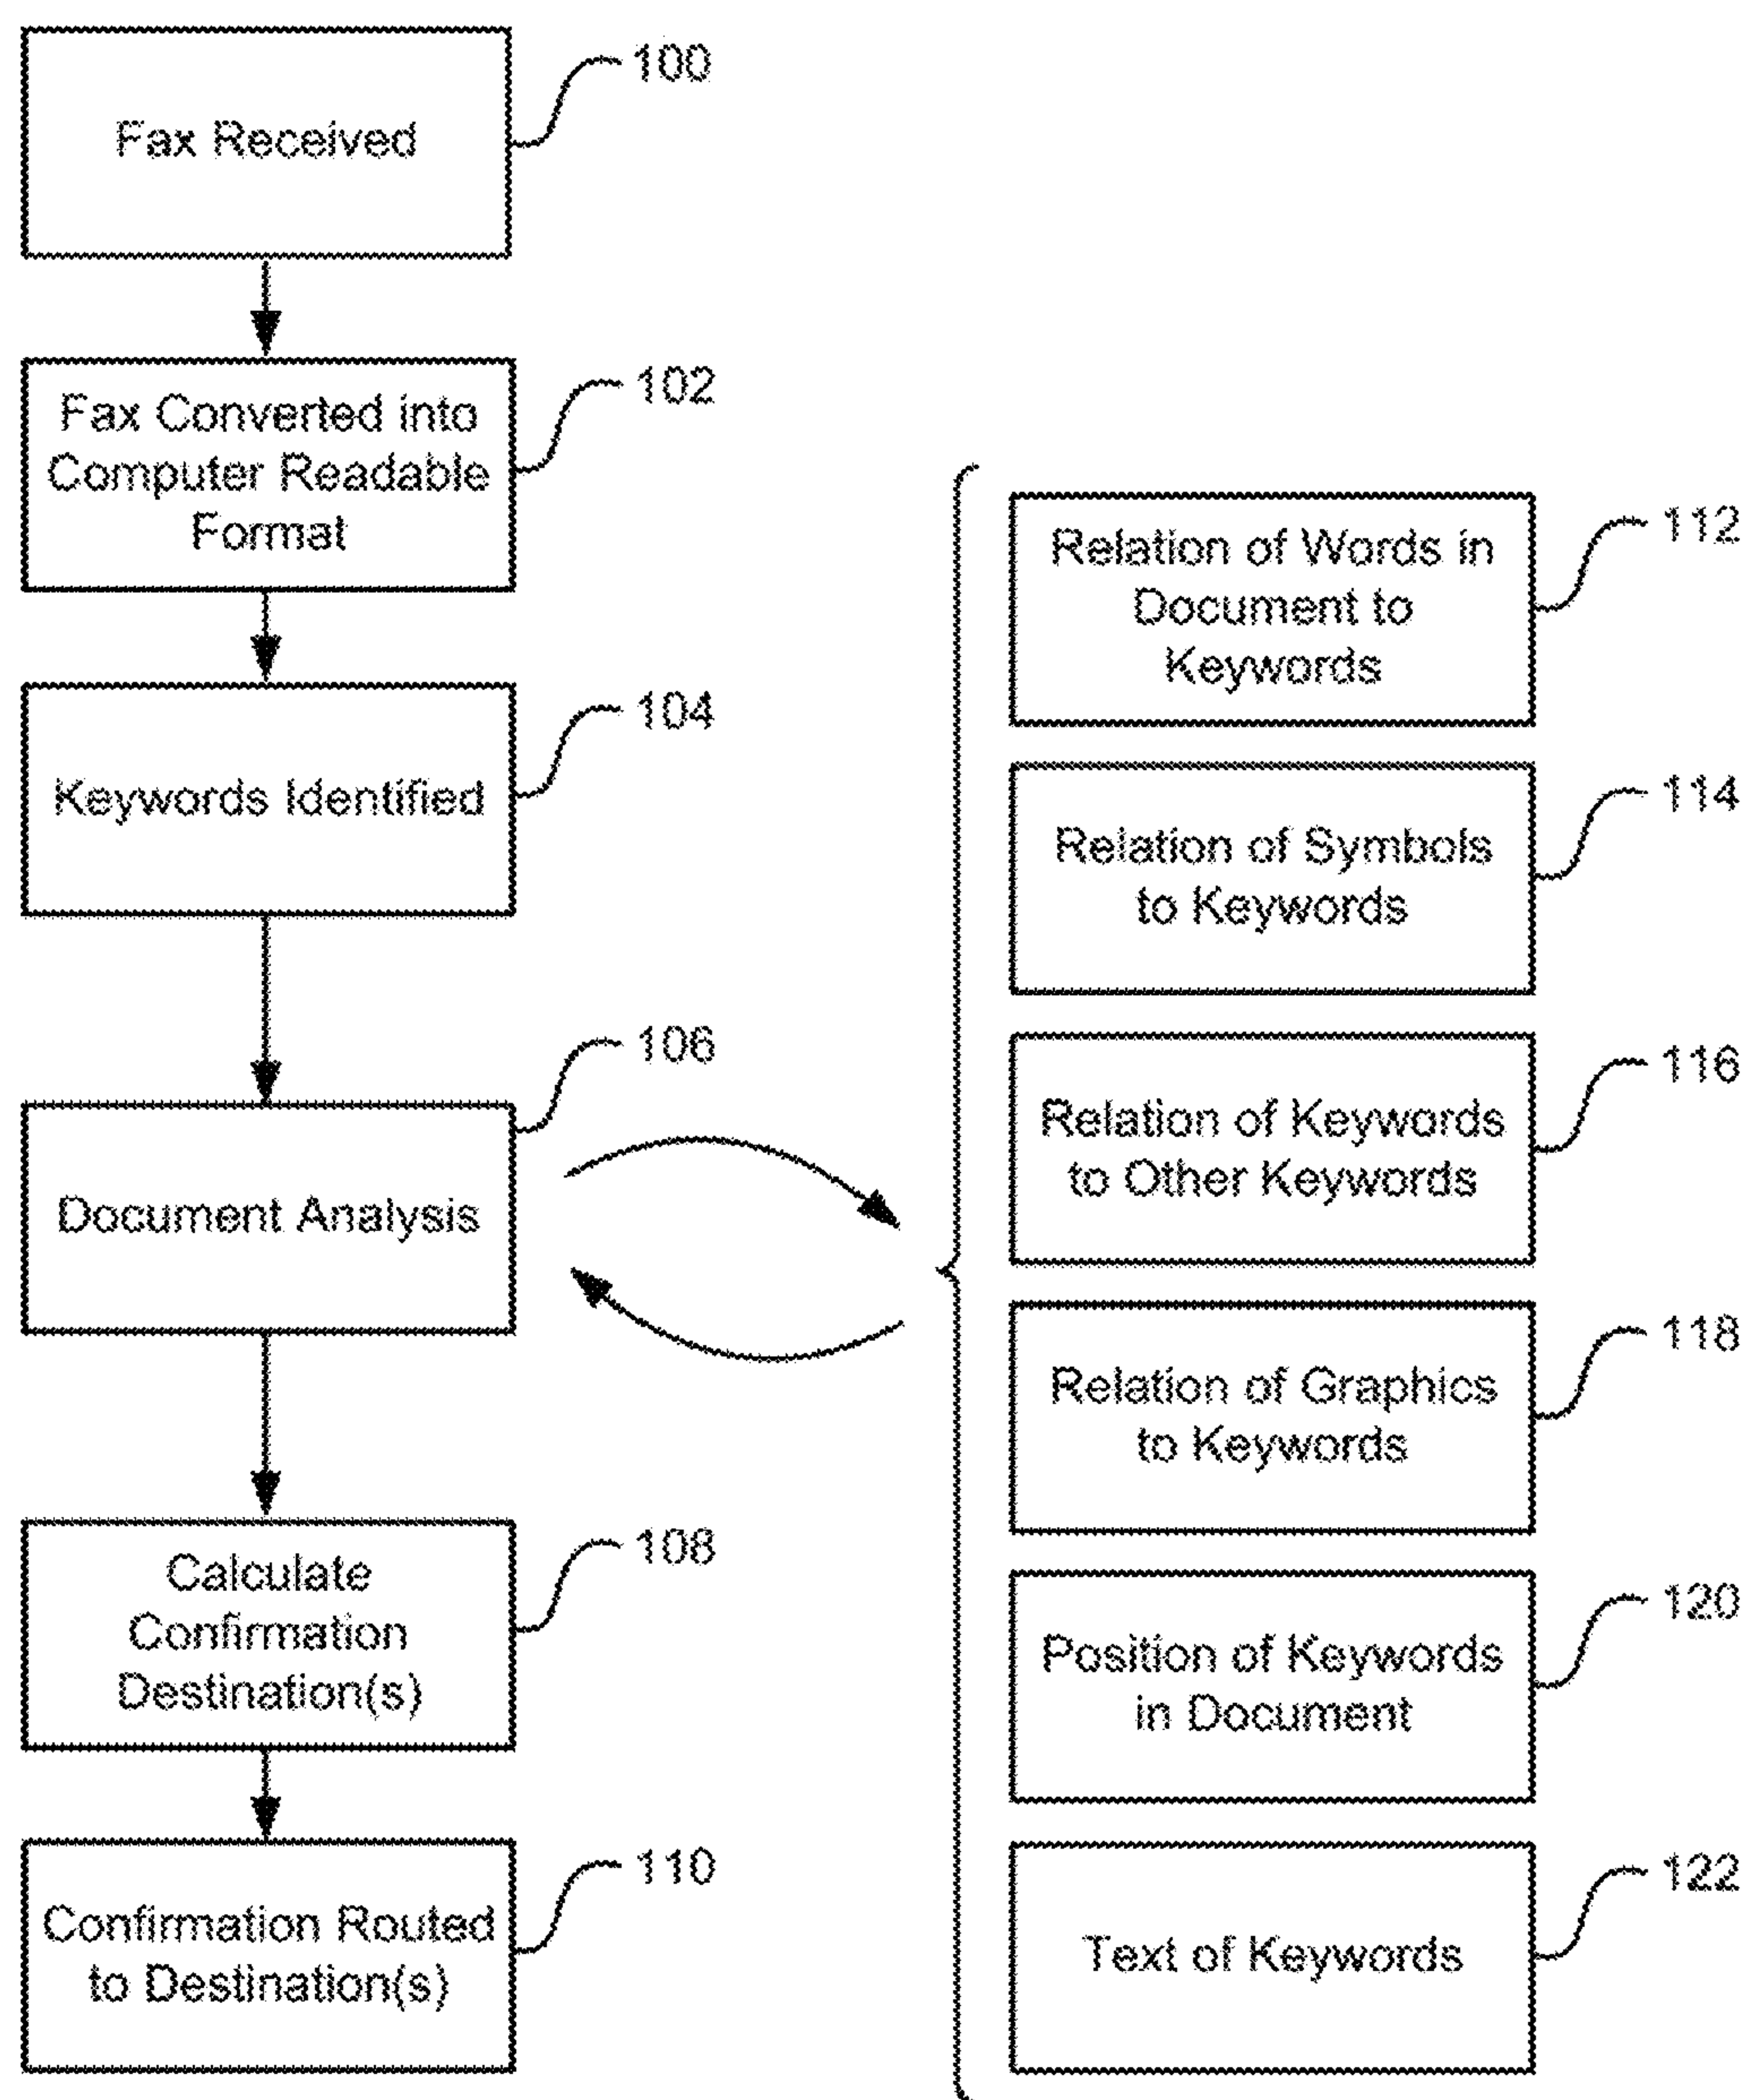 Fax Received
100
Fax Converted into
Computer Readable
Format
102
Keywords Identified
104
Document Analysis
106
Calculate
Confirmation
Destination(s)
108
Confirmation Routed
to Destination(s)
110
Relation of Words in
Document to
Keywords
112
Relation of Symbols
to Keywords
114
Relation of Keywords
to Other Keywords
116
Relation of Graphics
to Keywords
118
Position of Keywords
in Document
120
Text of Keywords
122